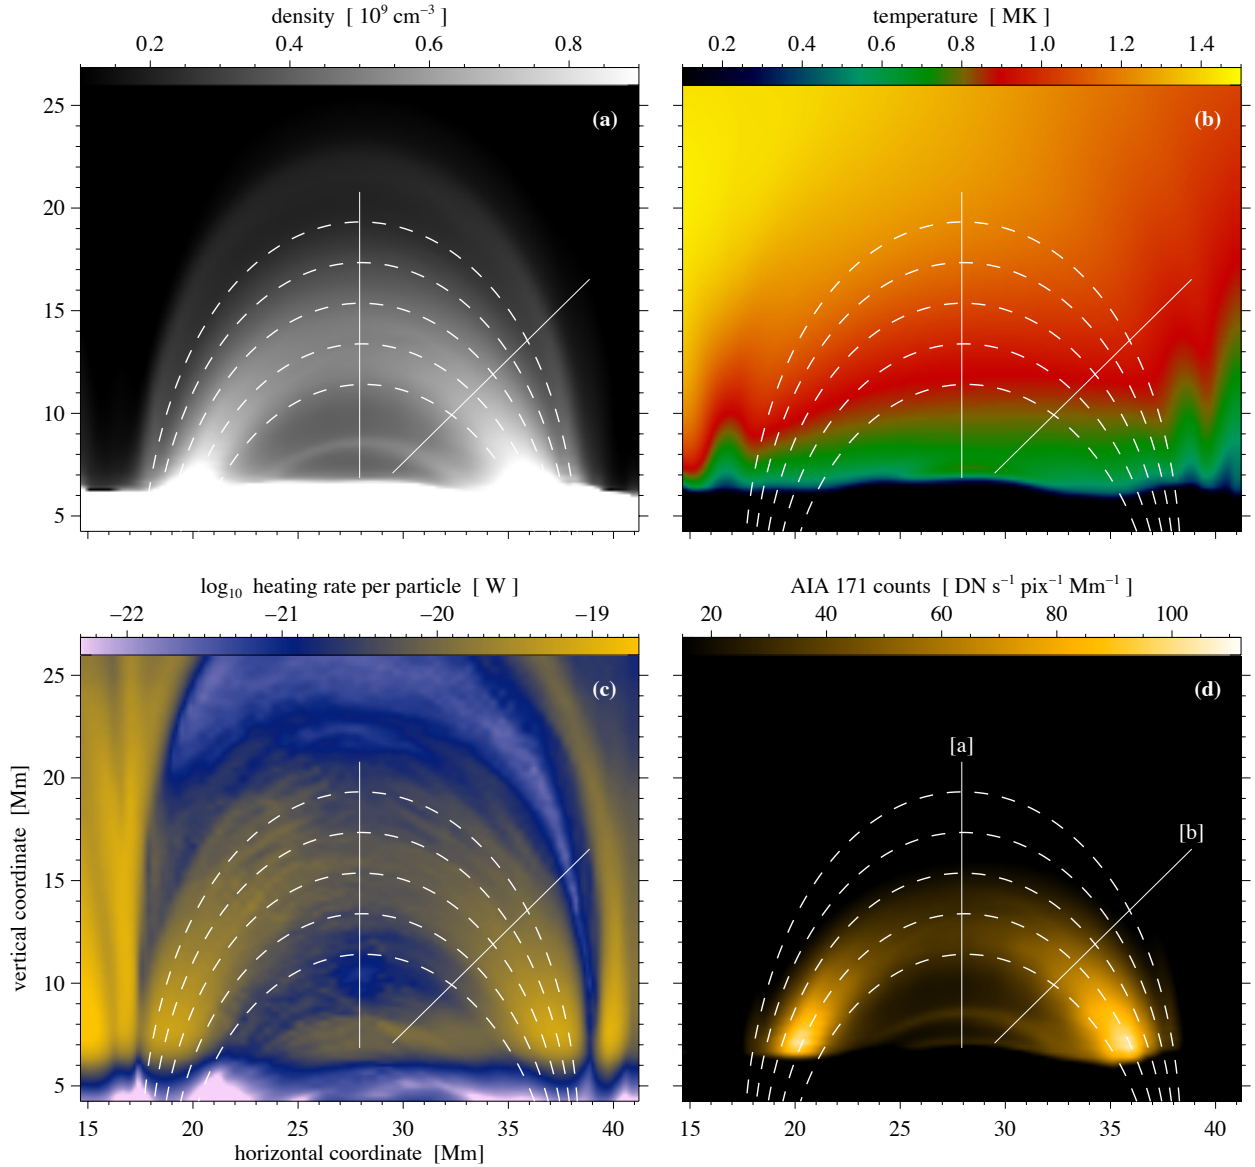 density [ 10⁹ cm⁻³ ]
0.2 0.4 0.6 0.8
(a)
25
20
15
10
5
temperature [ MK ]
0.2 0.4 0.6 0.8 1.0 1.2 1.4
(b)
log₁₀ heating rate per particle [ W ]
−22 −21 −20 −19
(c)
25
20
15
10
5
vertical coordinate [Mm]
15 20 25 30 35 40
horizontal coordinate [Mm]
AIA 171 counts [ DN s⁻¹ pix⁻¹ Mm⁻¹ ]
20 40 60 80 100
(d)
[a]
[b]
15 20 25 30 35 40